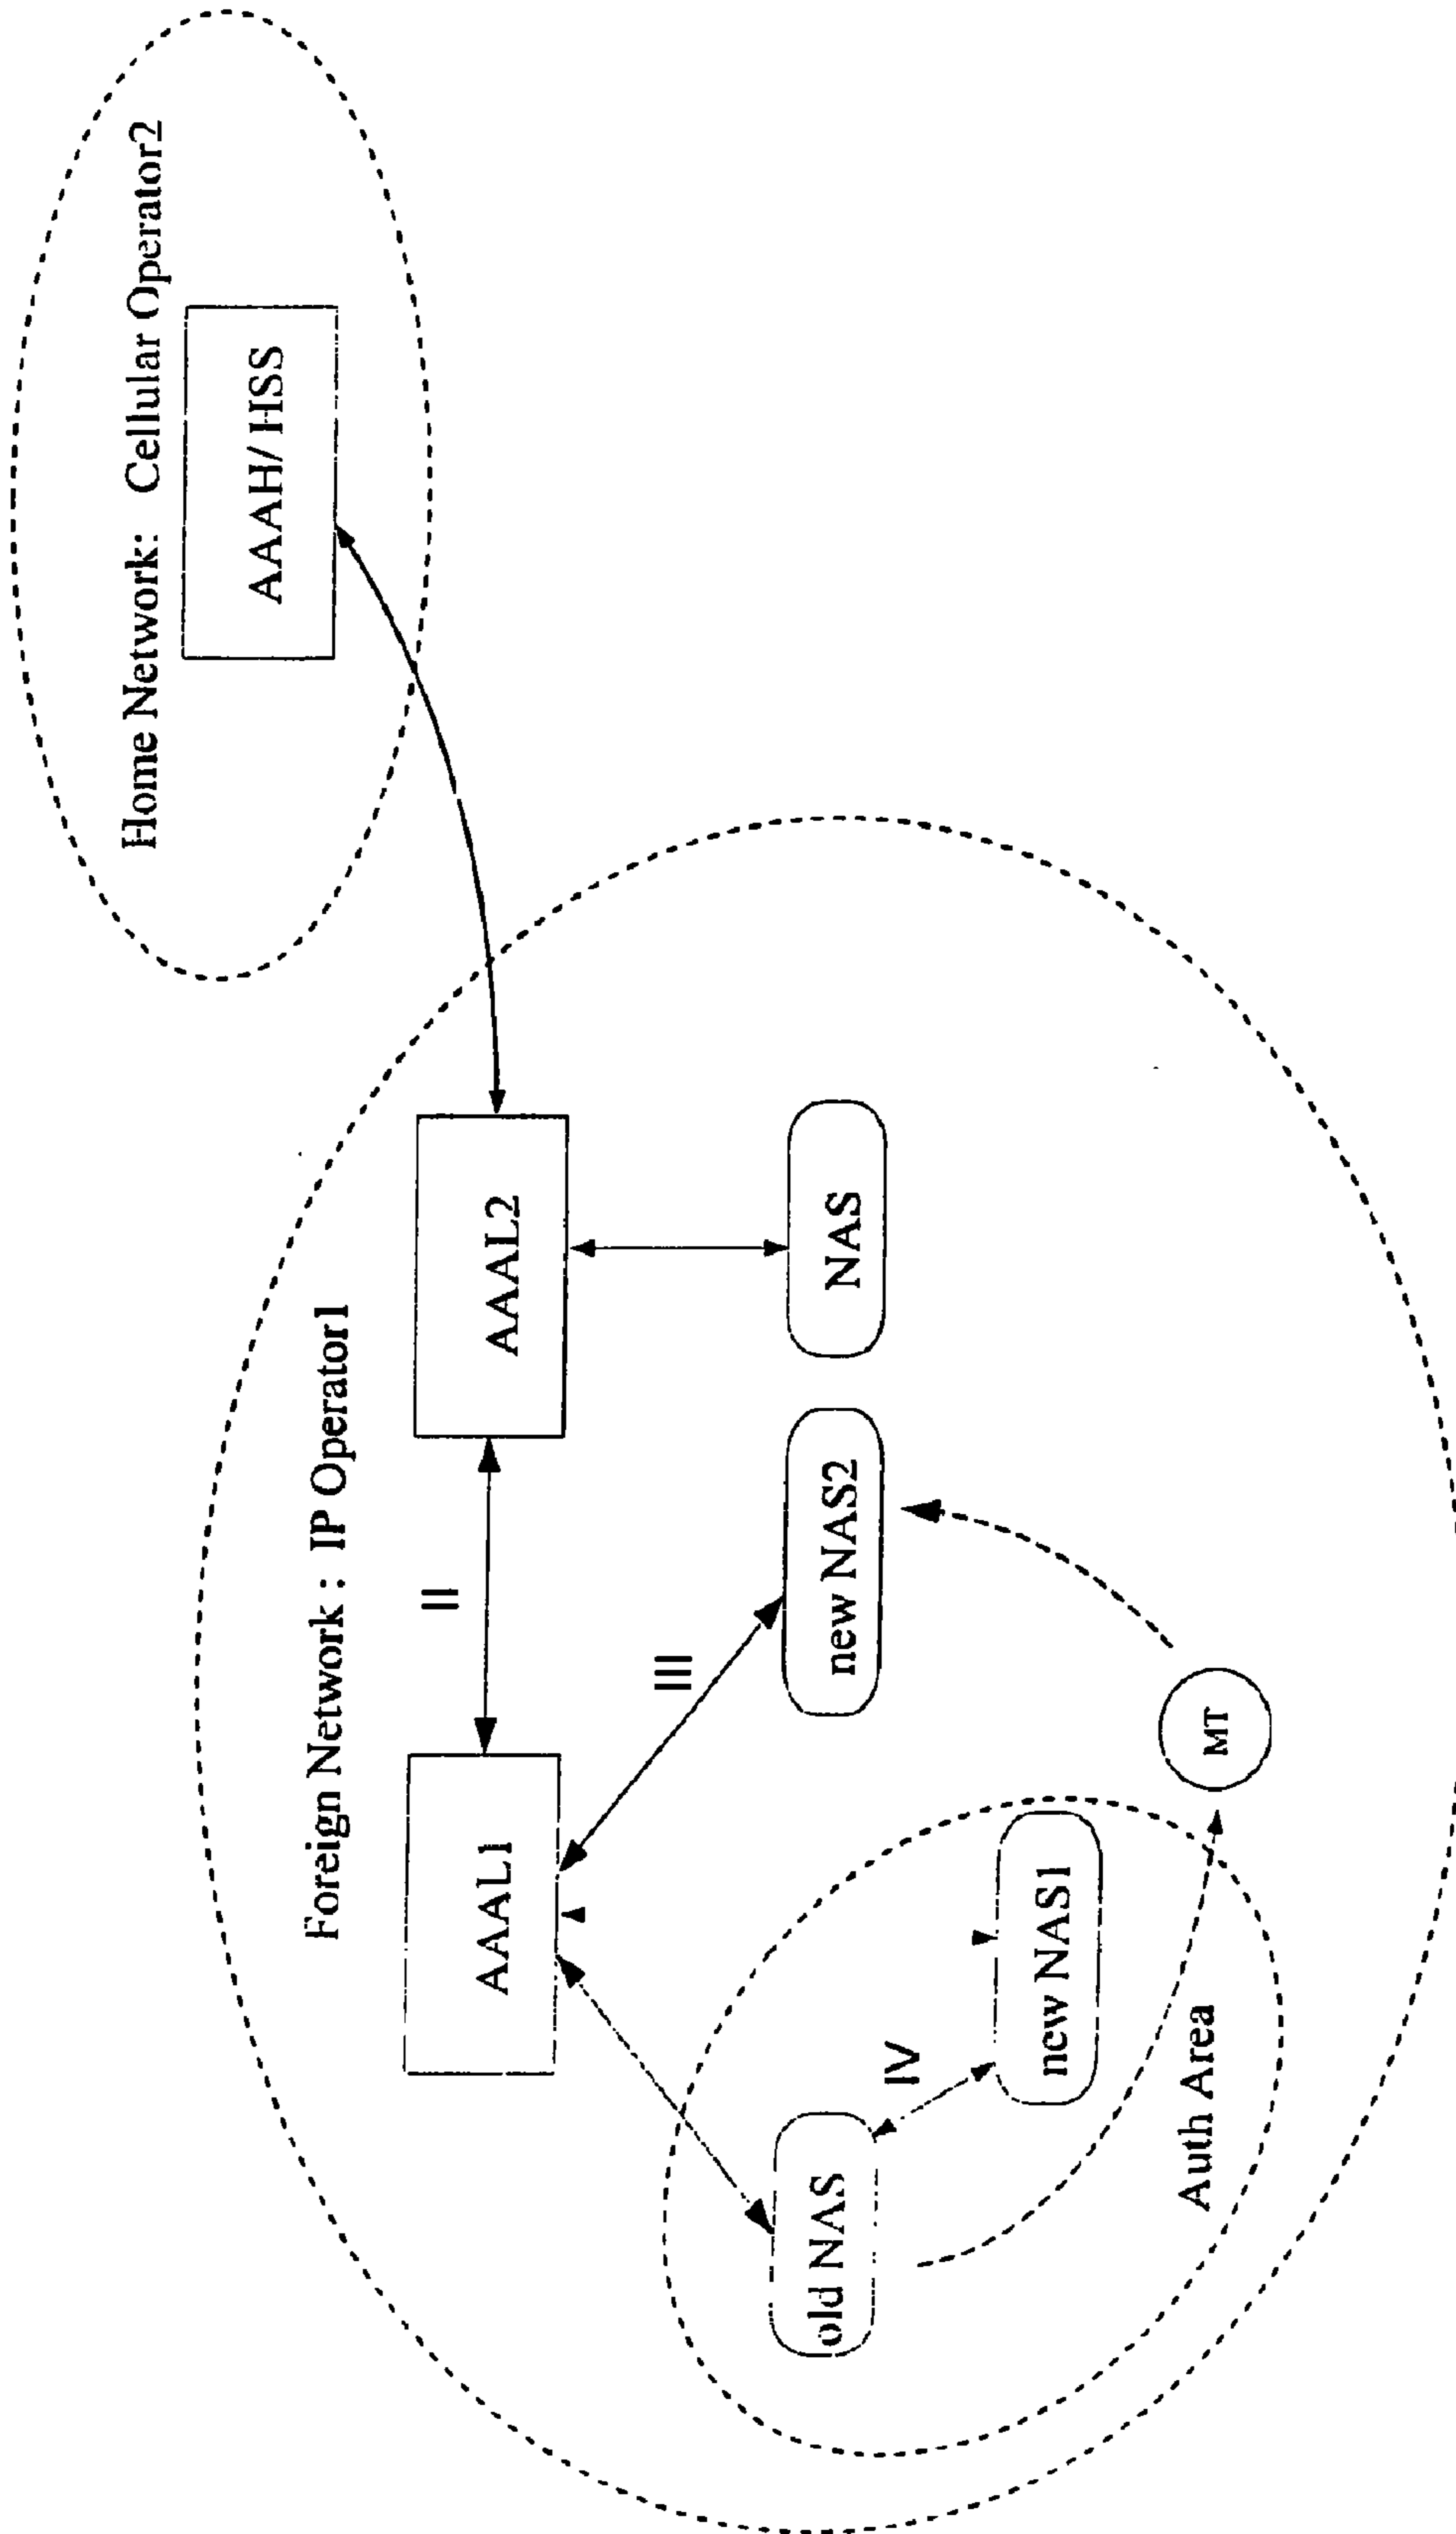 Home Network: Cellular Operator2
AAAH/ HSS
Foreign Network : IP Operator1
AAAL1
II
AAAL2
III
old NAS
IV
new NAS1
new NAS2
NAS
MT
Auth Area